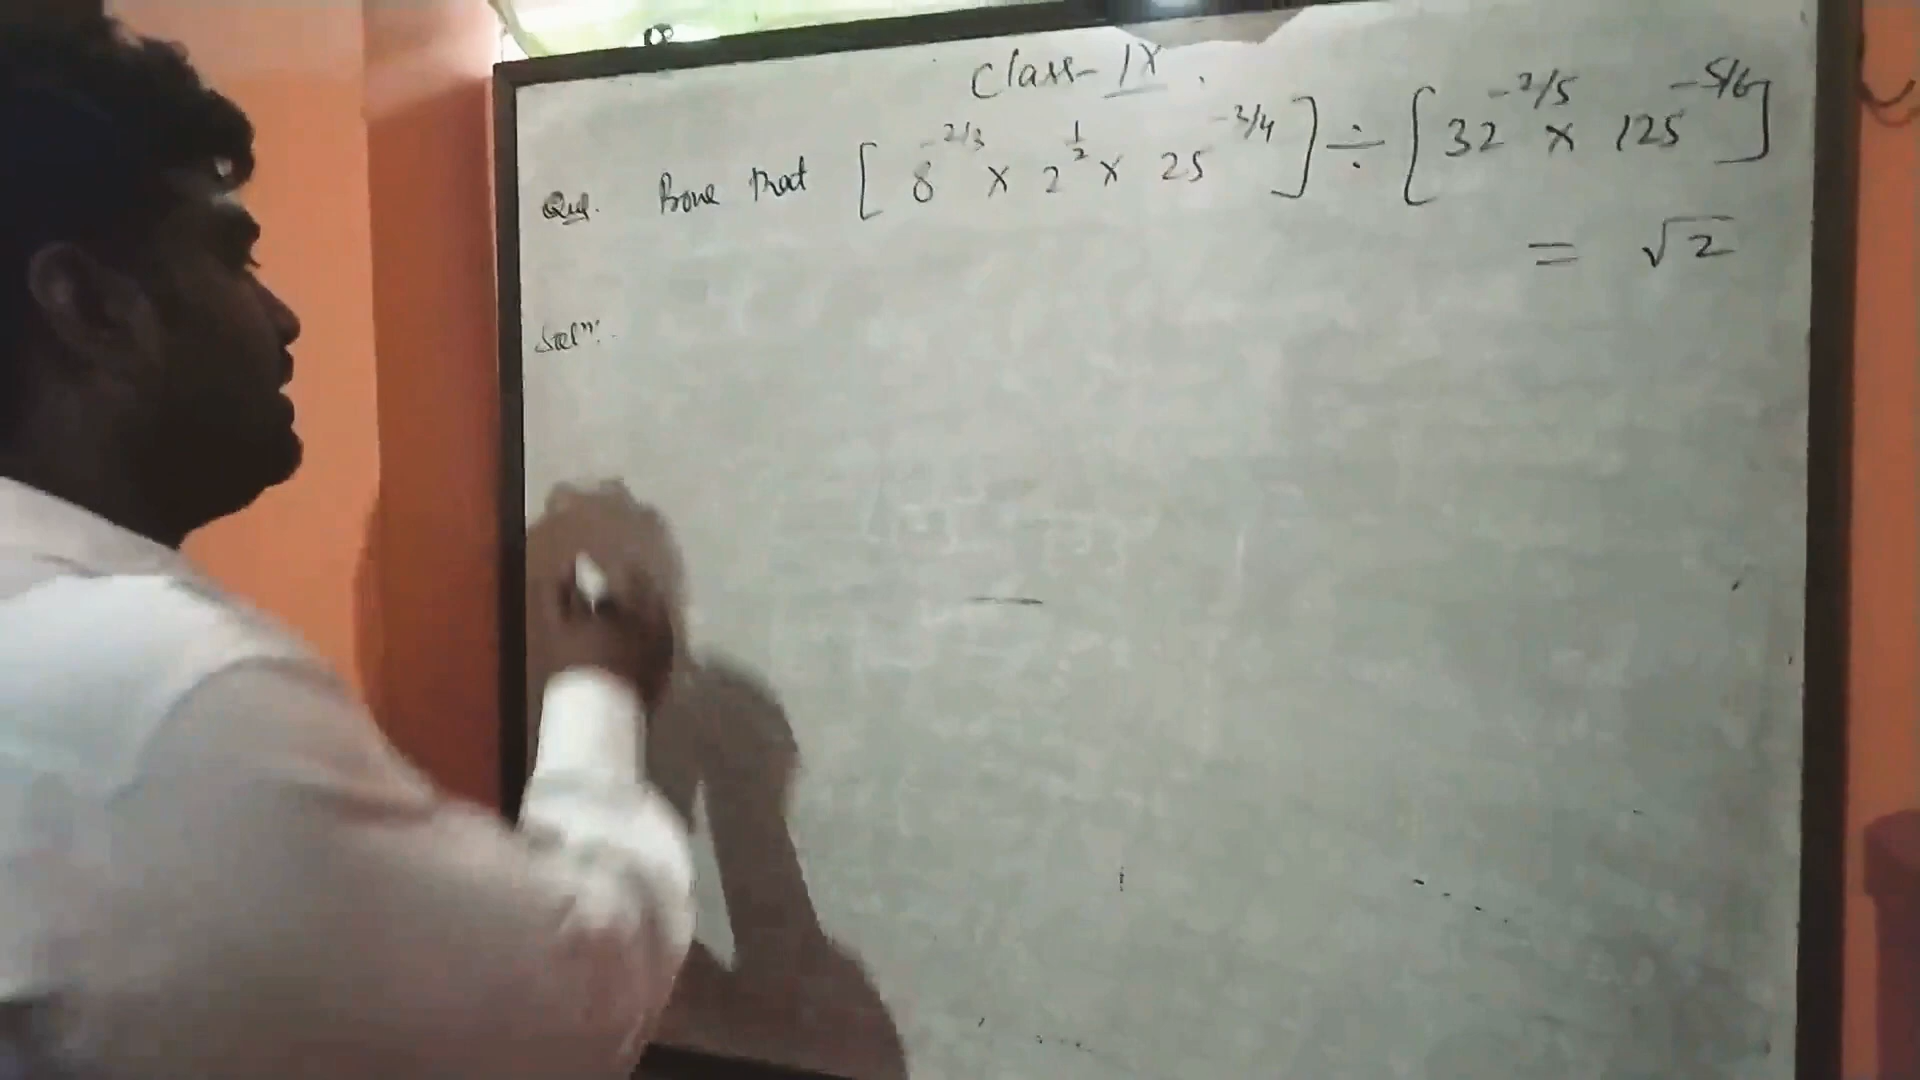 Class - IX.
Que. Prove that [8^{-2/3} × 2^{1/2} × 25^{-3/4}] ÷ [32^{-2/5} × 125^{-5/6}]
= √2
Solⁿ:-